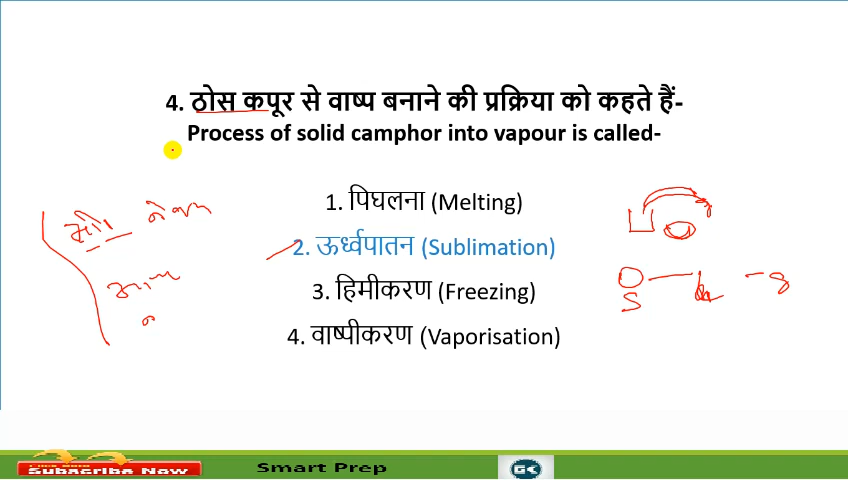 4. ठोस कपूर से वाष्प बनाने की प्रक्रिया को कहते हैं-
Process of solid camphor into vapour is called-
1. पिघलना (Melting)
2. ऊर्ध्वपातन (Sublimation)
3. हिमीकरण (Freezing)
4. वाष्पीकरण (Vaporisation)
S
Subscribe Now
Smart Prep
GK